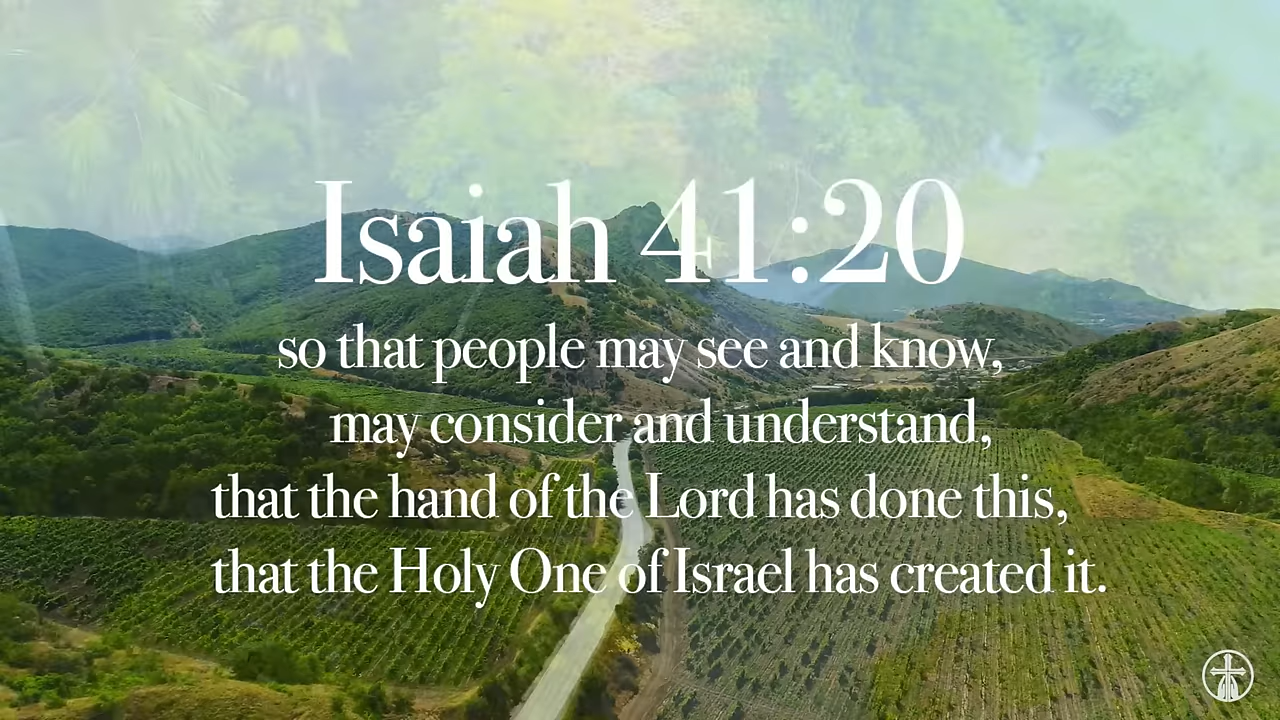 Isaiah 41:20
so that people may see and know,
may consider and understand,
that the hand of the Lord has done this,
that the Holy One of Israel has created it.